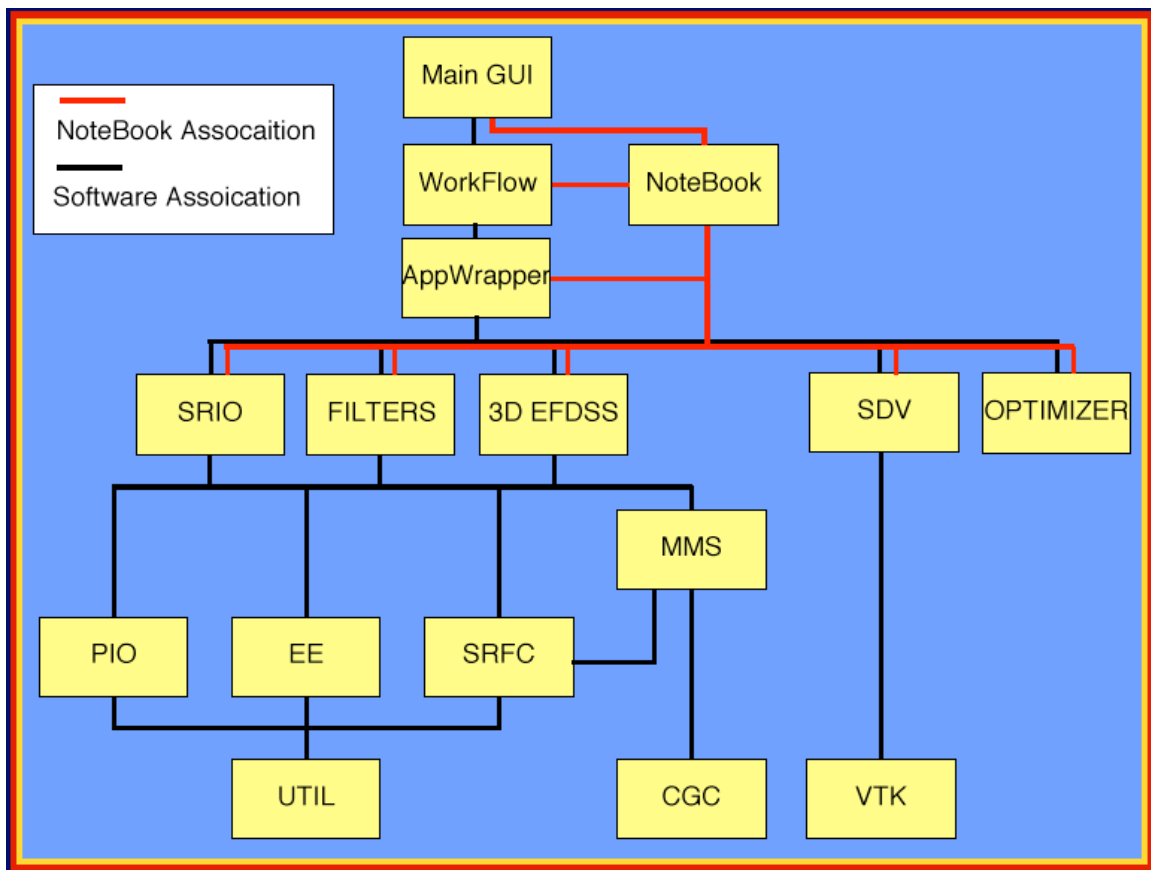 Main GUI
NoteBook Assocaition
Software Assoication
WorkFlow
NoteBook
AppWrapper
SRIO
FILTERS
3D EFDSS
SDV
OPTIMIZER
MMS
PIO
EE
SRFC
UTIL
CGC
VTK